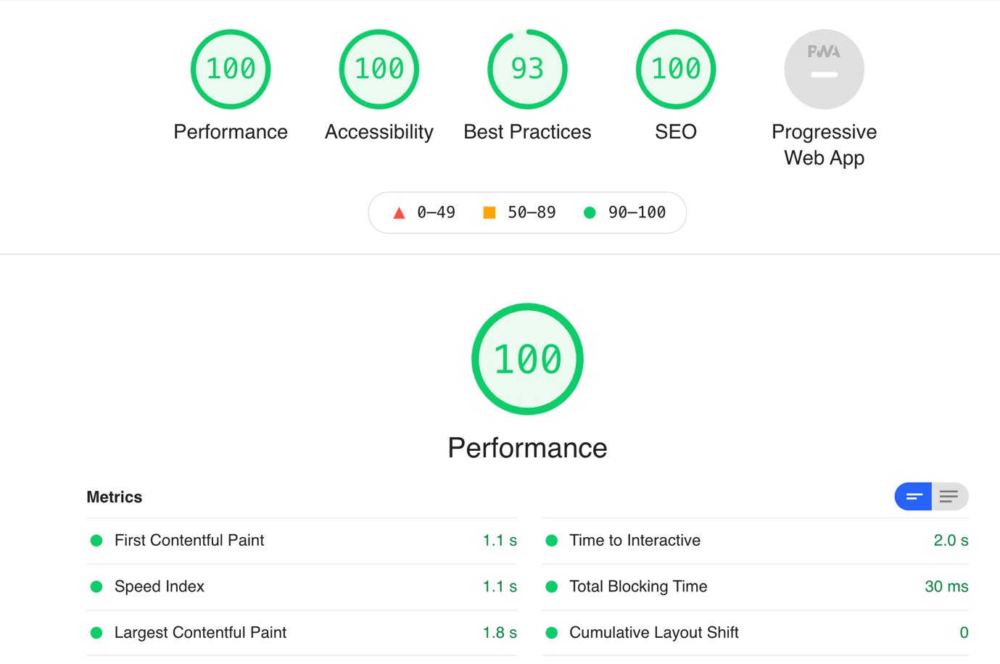 100 100 93 100 PWA
Performance Accessibility Best Practices SEO Progressive
Web App
0–49 50–89 90–100
100
Performance
Metrics
First Contentful Paint 1.1 s Time to Interactive 2.0 s
Speed Index 1.1 s Total Blocking Time 30 ms
Largest Contentful Paint 1.8 s Cumulative Layout Shift 0